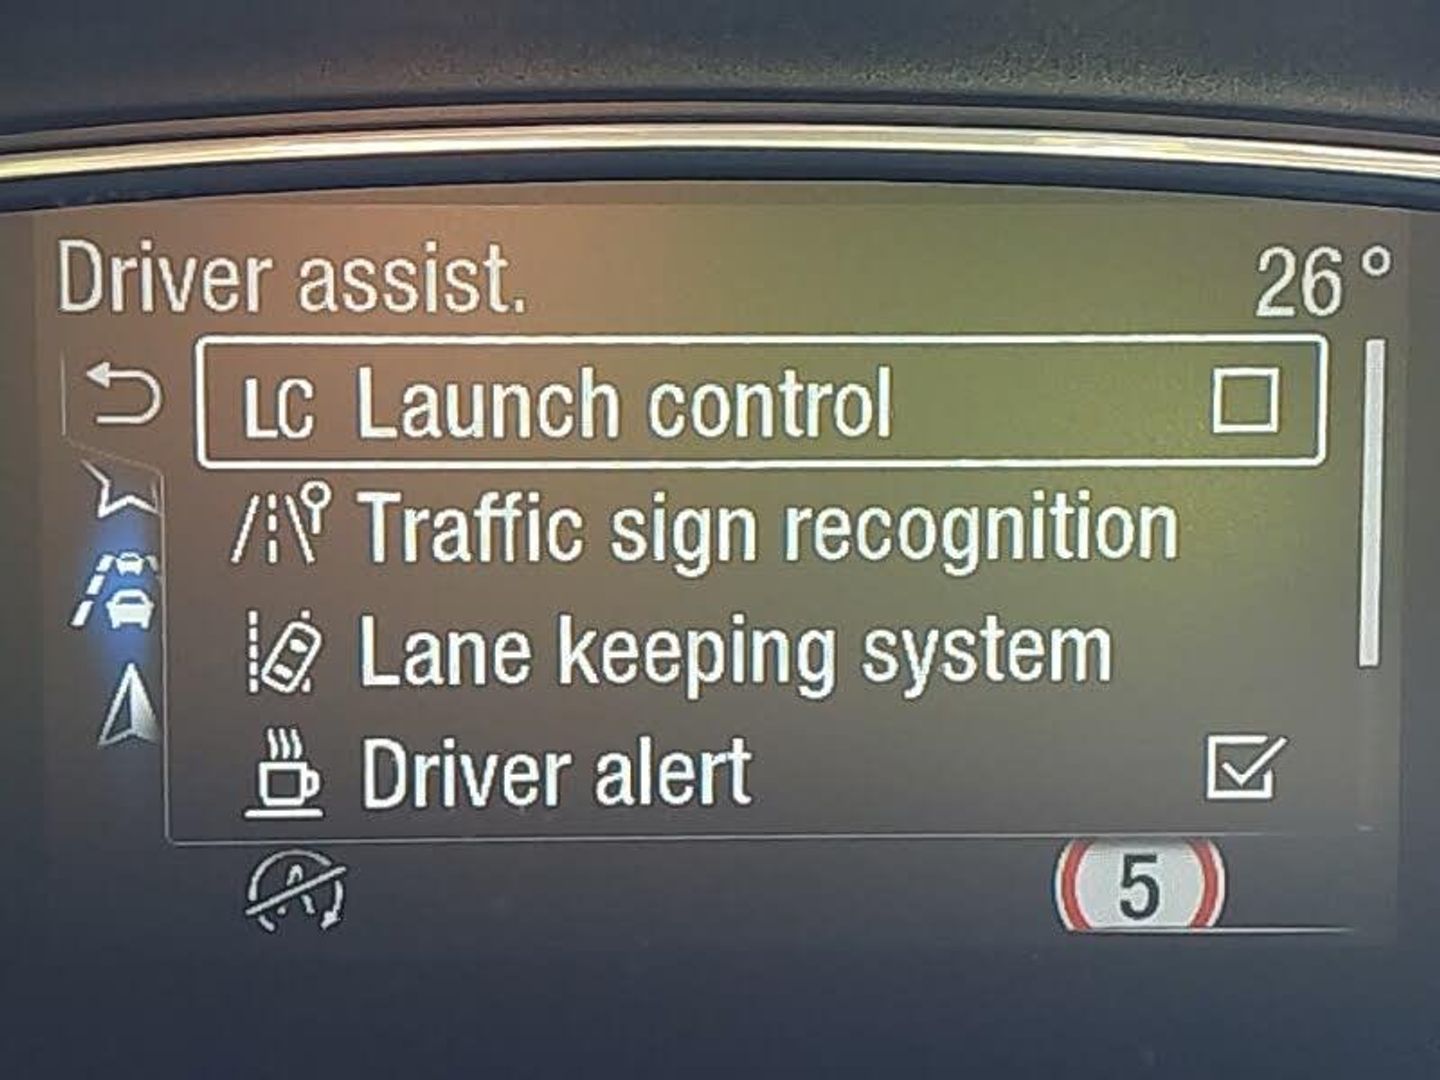 Driver assist. 26°
LC Launch control
Traffic sign recognition
Lane keeping system
Driver alert
A
5